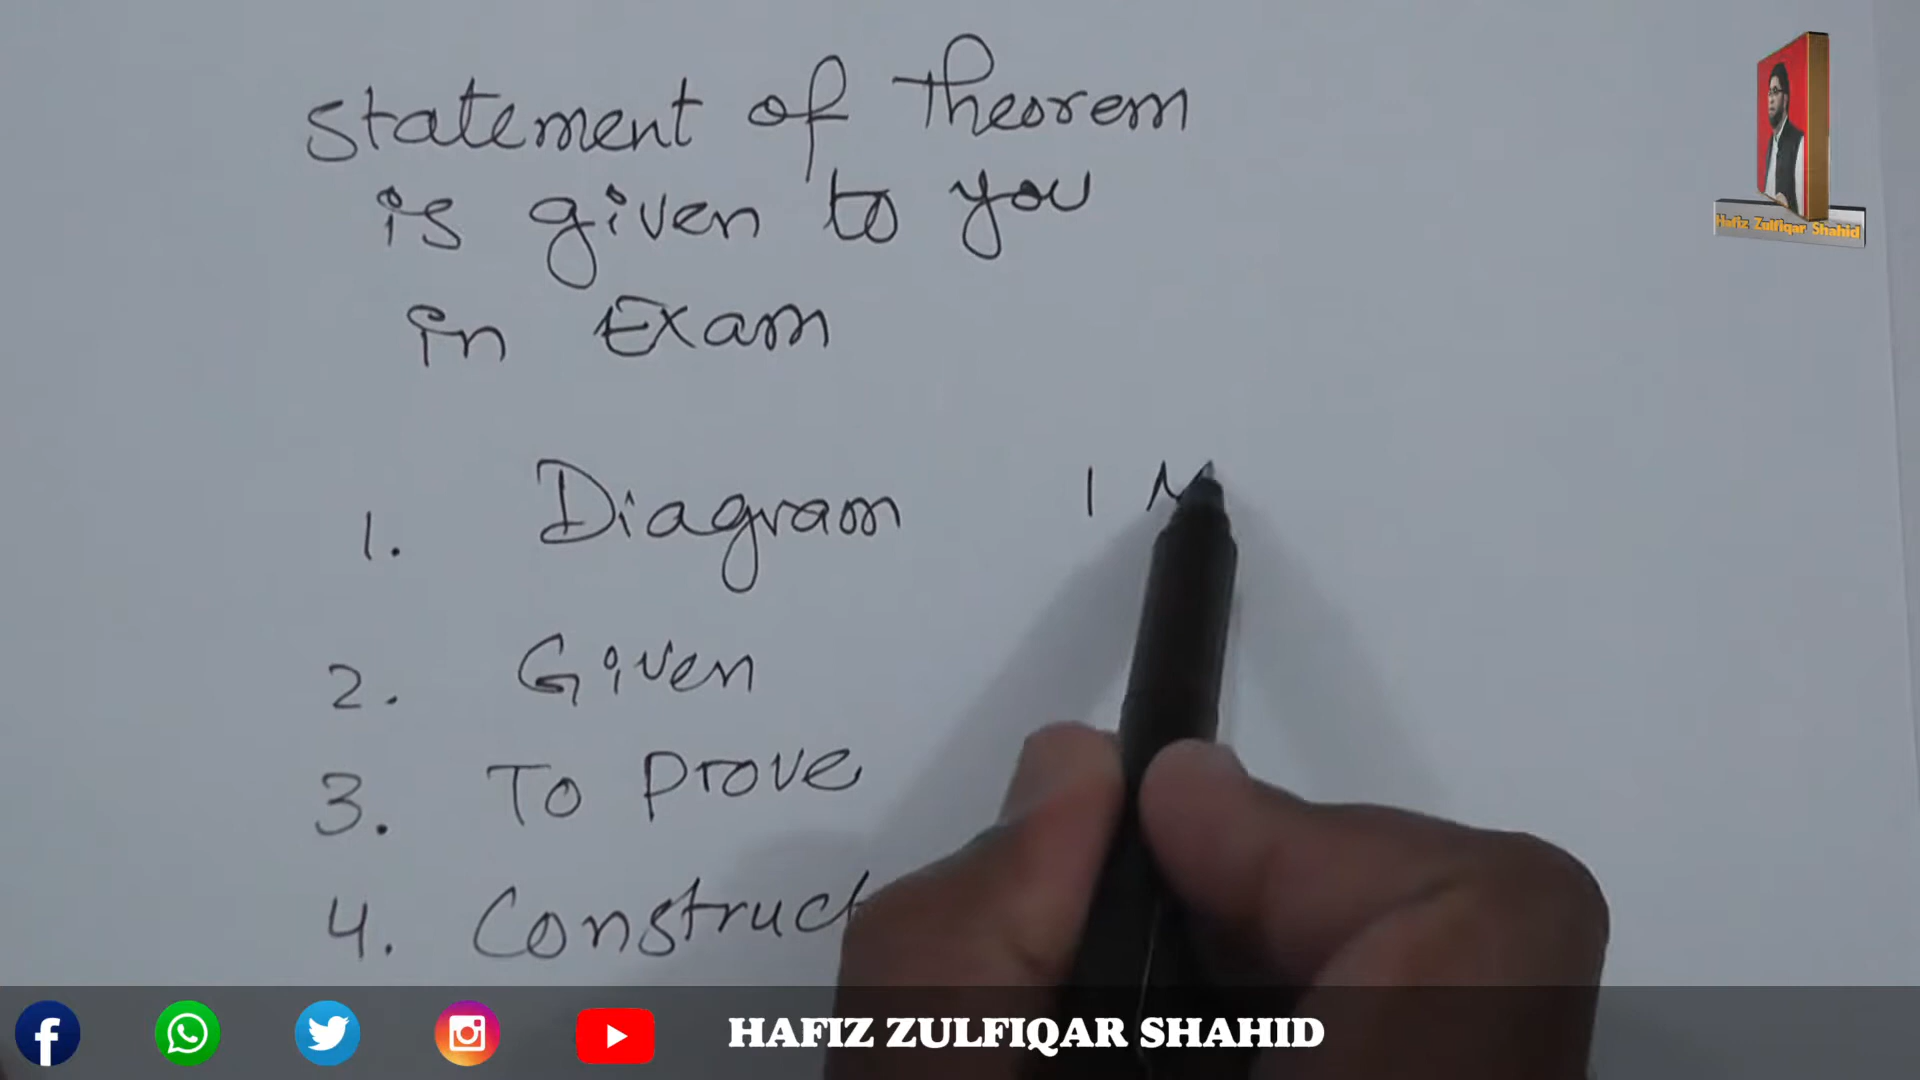 Statement of Theorem
is given to you
in Exam
1. Diagram 1 M
2. Given
3. To Prove
4. Construct
Hafiz Zulfiqar Shahid
HAFIZ ZULFIQAR SHAHID